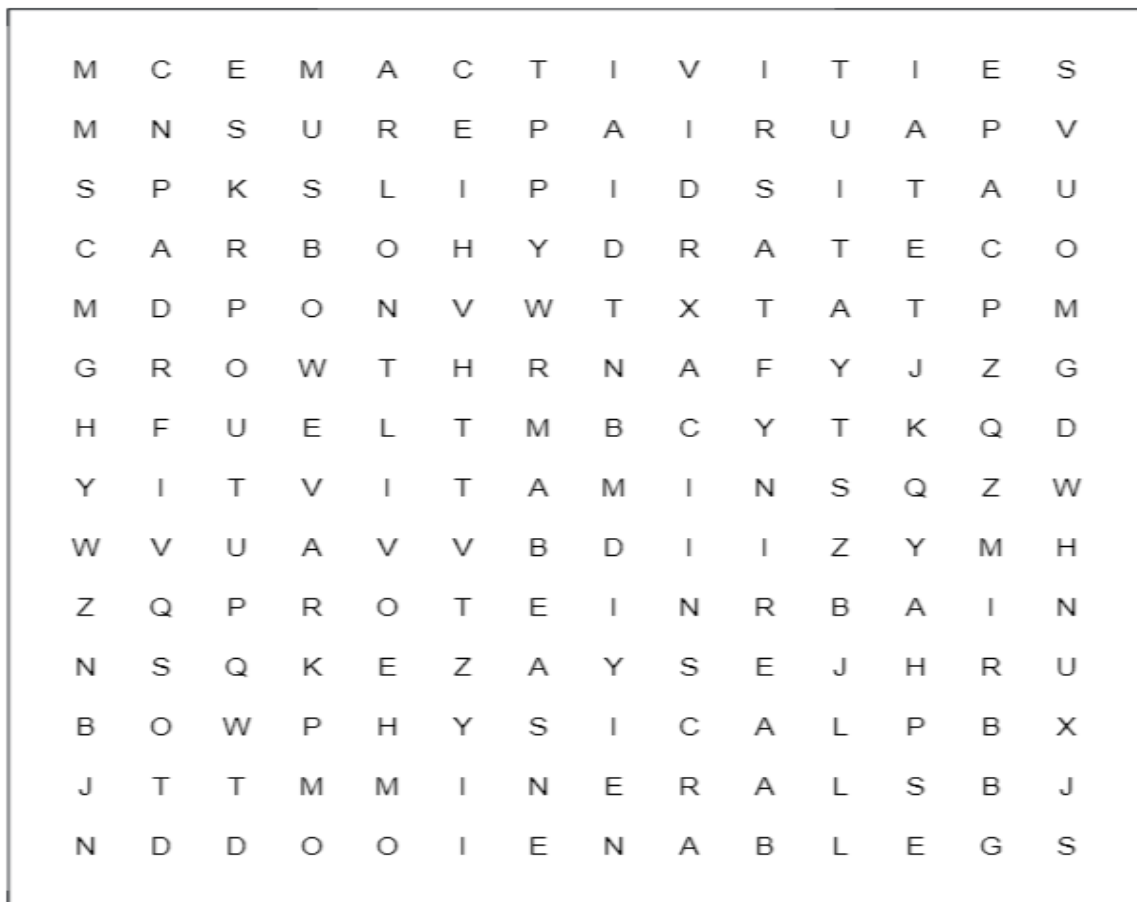 M C E M A C T I V I T I E S
M N S U R E P A I R U A P V
S P K S L I P I D S I T A U
C A R B O H Y D R A T E C O
M D P O N V W T X T A T P M
G R O W T H R N A F Y J Z G
H F U E L T M B C Y T K Q D
Y I T V I T A M I N S Q Z W
W V U A V V B D I I Z Y M H
Z Q P R O T E I N R B A I N
N S Q K E Z A Y S E J H R U
B O W P H Y S I C A L P B X
J T T M M I N E R A L S B J
N D D O O I E N A B L E G S